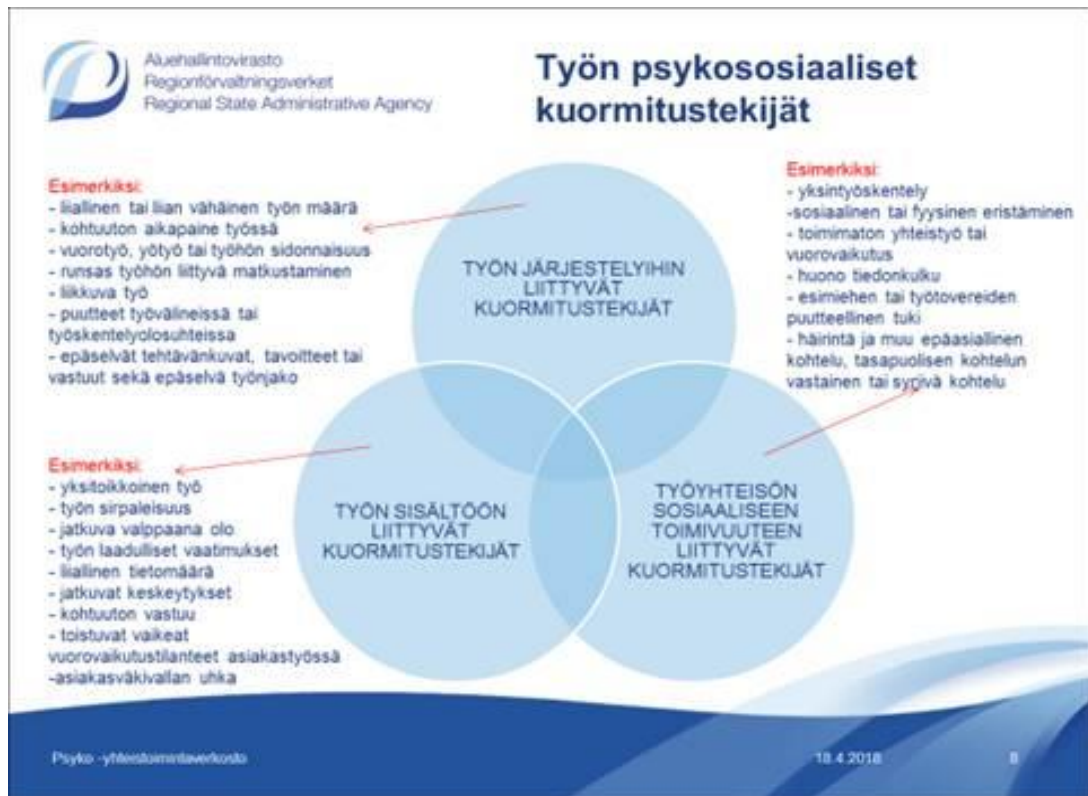 Aluehallintovirasto
Regionförvaltningsverket
Regional State Administrative Agency
Työn psykososiaaliset
kuormitustekijät
Esimerkiksi:
- liiallinen tai liian vähäinen työn määrä
- kohtuuton aikapaine työssä
- vuorotyö, yötyö tai työhön sidonnaisuus
- runsas työhön liittyvä matkustaminen
- liikkuva työ
- puutteet työvälineissä tai
työskentelyolosuhteissa
- epäselvät tehtävänkuvat, tavoitteet tai
vastuut sekä epäselvä työnjako
Esimerkiksi:
- yksintyöskentely
-sosiaalinen tai fyysinen eristäminen
- toimimaton yhteistyö tai
vuorovaikutus
- huono tiedonkulku
- esimiehen tai työtovereiden
puutteellinen tuki
- häirintä ja muu epäasiallinen
kohtelu, tasapuolisen kohtelun
vastainen tai syrjivä kohtelu
TYÖN JÄRJESTELYIHIN
LIITTYVÄT
KUORMITUSTEKIJÄT
Esimerkiksi:
- yksitoikkoinen työ
- työn sirpaleisuus
- jatkuva valppaana olo
- työn laadulliset vaatimukset
- liiallinen tietomäärä
- jatkuvat keskeytykset
- kohtuuton vastuu
- toistuvat vaikeat
vuorovaikutustilanteet asiakastyössä
-asiakasväkivallan uhka
TYÖN SISÄLTÖÖN
LIITTYVÄT
KUORMITUSTEKIJÄT
TYÖYHTEISÖN
SOSIAALISEEN
TOIMIVUUTEEN
LIITTYVÄT
KUORMITUSTEKIJÄT
Psyko -yhteistoimintaverkosto
18.4.2018
8